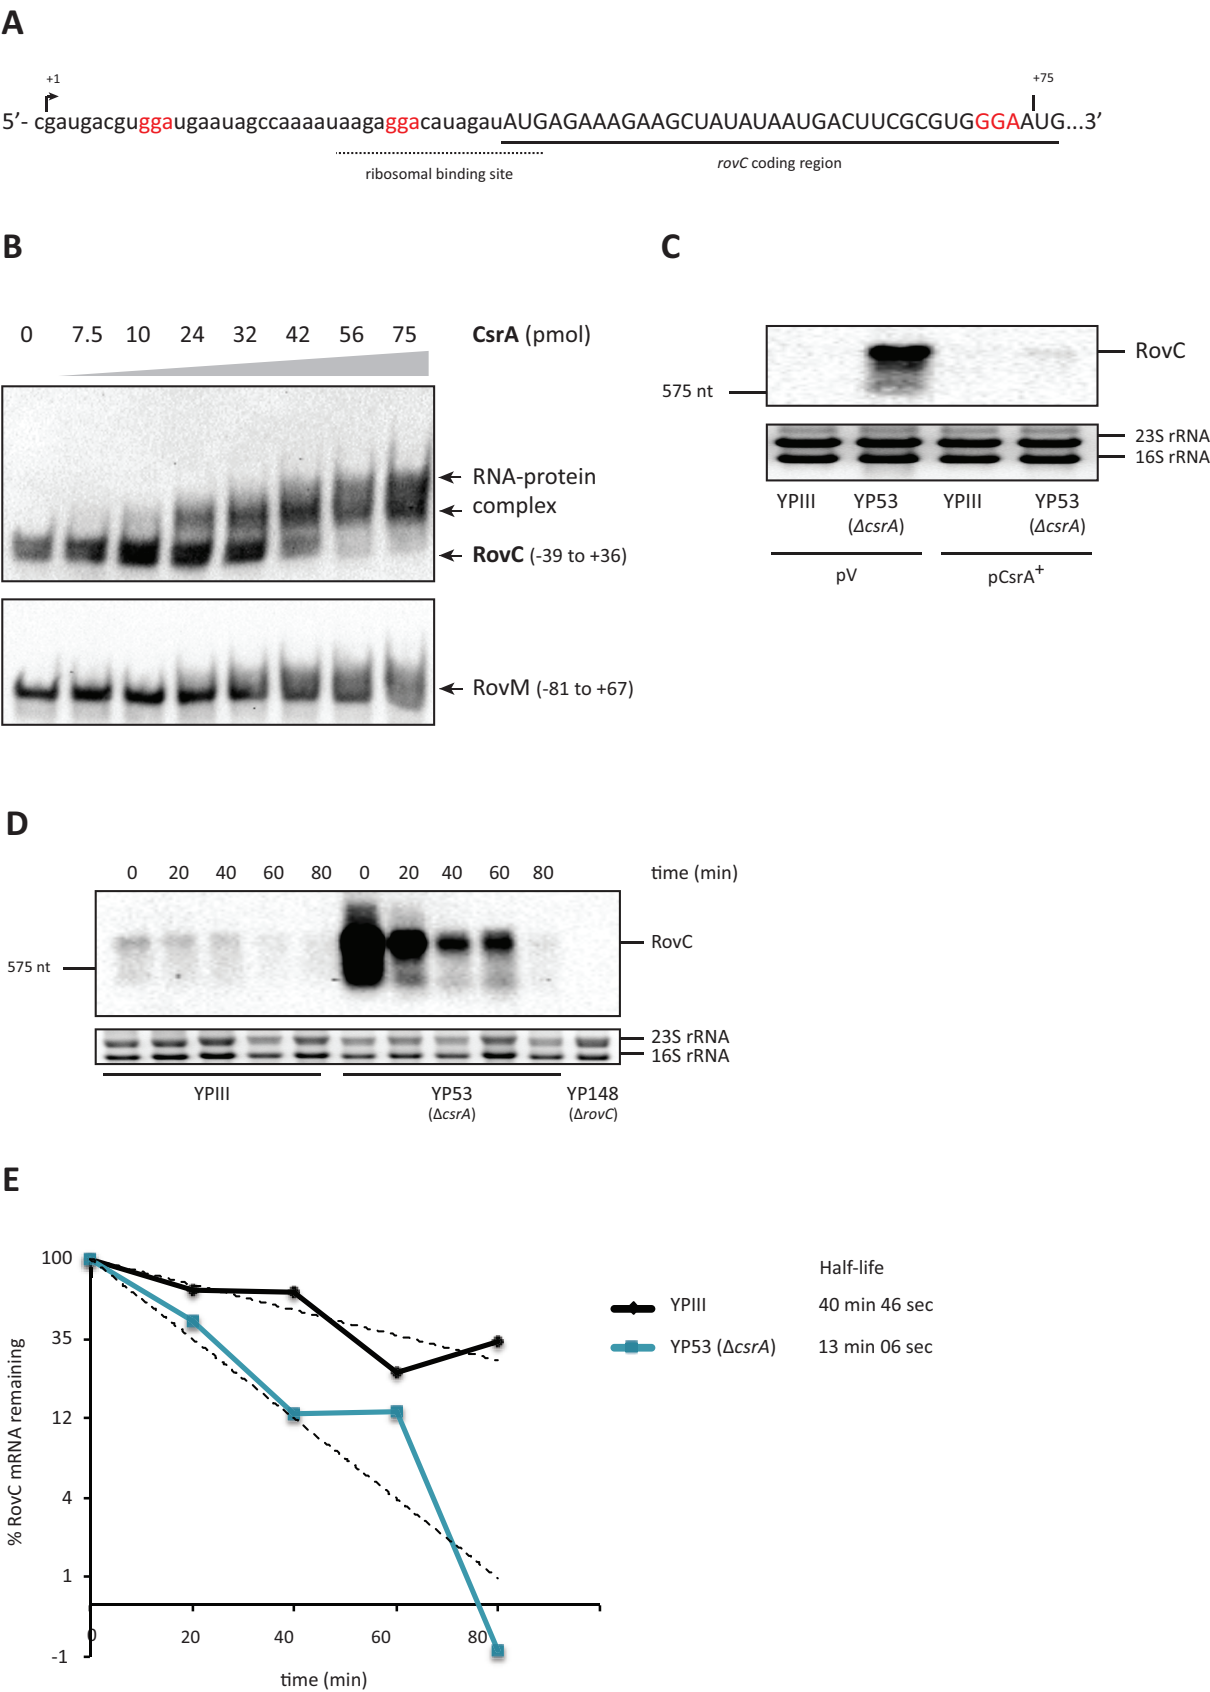 A
+1
+75
5’- cgaugacguggaugaauagccaaaauaagaggacauagauAUGAGAAAGAAGCUAUAUAAUGACUUCGCGUGGGAAUG...3’
ribosomal binding site
rovC coding region
B
C
0 7.5 10 24 32 42 56 75 CsrA (pmol)
RNA-protein
complex
RovC (-39 to +36)
RovM (-81 to +67)
RovC
575 nt
23S rRNA
16S rRNA
YPIII YP53 YPIII YP53
(ΔcsrA) (ΔcsrA)
pV pCsrA+
D
0 20 40 60 80 0 20 40 60 80 time (min)
RovC
575 nt
23S rRNA
16S rRNA
YPIII YP53 YP148
(ΔcsrA) (ΔrovC)
E
% RovC mRNA remaining
100
35
12
4
1
-1
0 20 40 60 80
time (min)
Half-life
YPIII 40 min 46 sec
YP53 (ΔcsrA) 13 min 06 sec